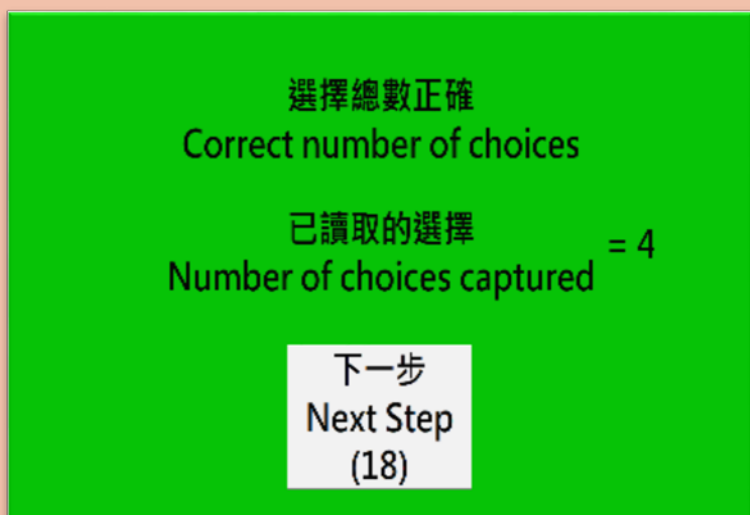 選擇總數正確
Correct number of choices
已讀取的選擇
Number of choices captured
= 4
下一步
Next Step
(18)